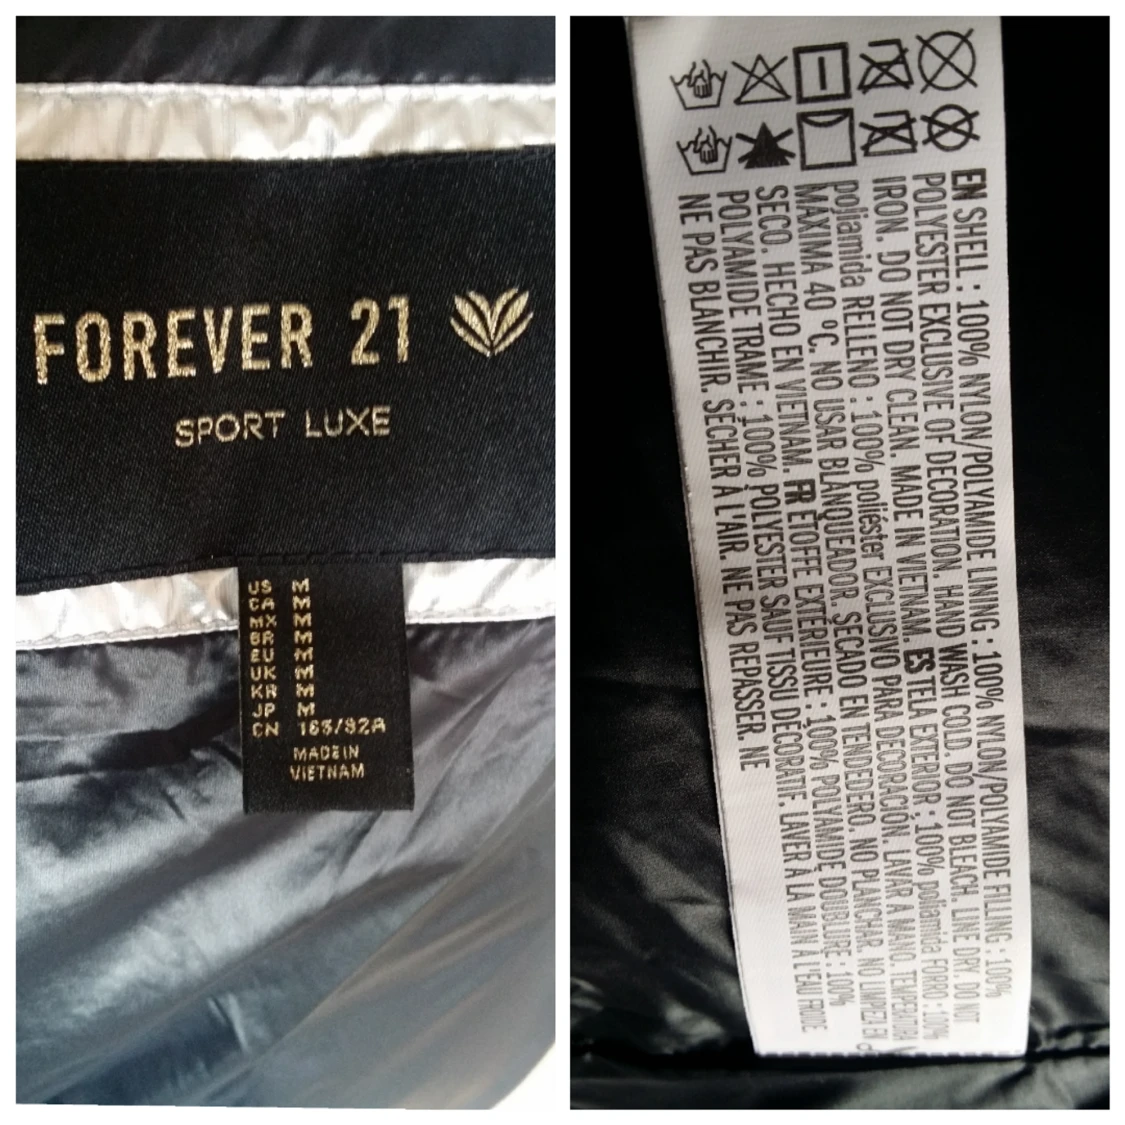 FOREVER 21
SPORT LUXE
US M
CA M
MX M
BR M
EU M
UK M
KR M
JP M
CN 165/92A
MADE IN
VIETNAM
EN SHELL : 100% NYLON/POLYAMIDE LINING : 100% NYLON/POLYAMIDE FILLING : 100%
POLYESTER EXCLUSIVE OF DECORATION. HAND WASH COLD. DO NOT BLEACH. LINE DRY. DO NOT
IRON. DO NOT DRY CLEAN. MADE IN VIETNAM. ES TELA EXTERIOR : 100% poliamida FORRO : 100%
poliamida RELLENO : 100% poliéster EXCLUSIVO PARA DECORACIÓN. LAVAR A MANO. TEMPERATURA
MÁXIMA 40 ºC. NO USAR BLANQUEADOR. SECADO EN TENDEDERO. NO PLANCHAR. NO LIMPIEZA EN
SECO. HECHO EN VIETNAM. FR ÉTOFFE EXTÉRIEURE : 100% POLYAMIDE DOUBLURE : 100%
POLYAMIDE TRAME : 100% POLYESTER SAUF TISSU DÉCORATIF. LAVER À LA MAIN À L'EAU FROIDE.
NE PAS BLANCHIR. SÉCHER À L'AIR. NE PAS REPASSER. NE